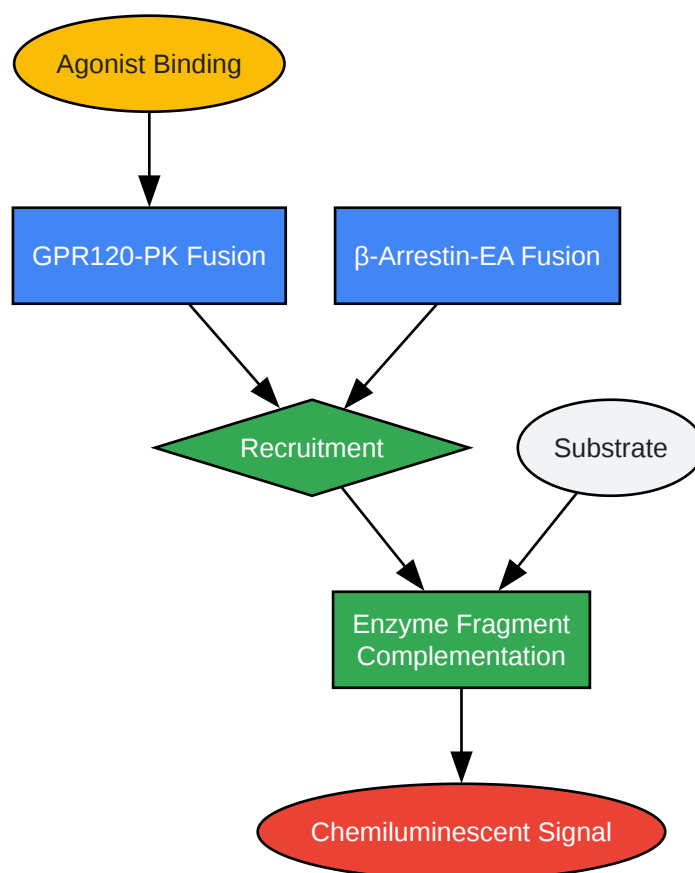 Agonist Binding
GPR120-PK Fusion
β-Arrestin-EA Fusion
Recruitment
Substrate
Enzyme Fragment
Complementation
Chemiluminescent Signal